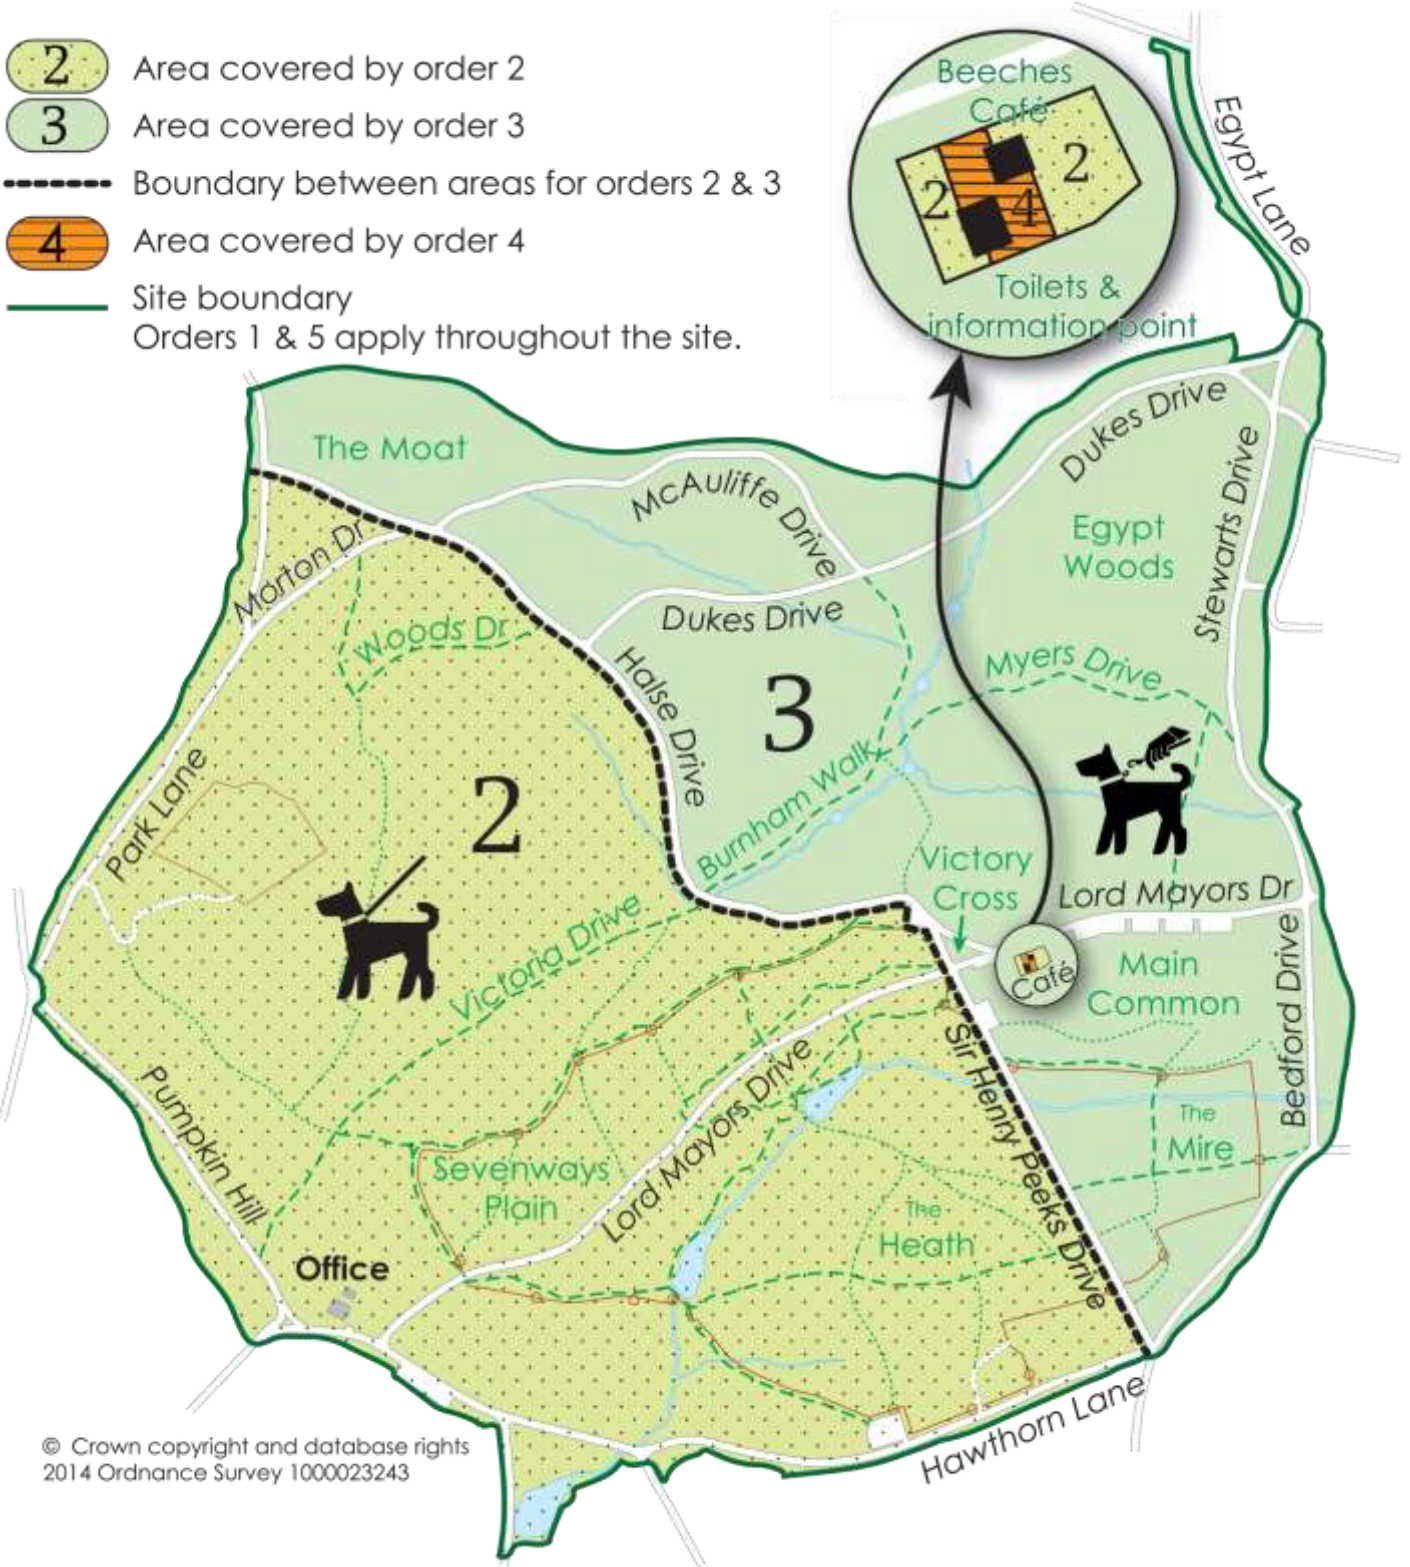 2 Area covered by order 2
3 Area covered by order 3
Boundary between areas for orders 2 & 3
4 Area covered by order 4
Site boundary
Orders 1 & 5 apply throughout the site.
Beeches
Café
2
2
4
Toilets &
information point
Egypt Lane
The Moat
McAuliffe Drive
Dukes Drive
Stewarts Drive
Egypt
Woods
Morton Dr
Woods Dr
Dukes Drive
Halse Drive
3
Myers Drive
Park Lane
2
Burnham Walk
Victory
Cross
Lord Mayors Dr
Victoria Drive
Café
Main
Common
Bedford Drive
Pumpkin Hill
Lord Mayors Drive
Sir Henry Peeks Drive
The
Mire
Sevenways
Plain
The
Heath
Office
Hawthorn Lane
© Crown copyright and database rights
2014 Ordnance Survey 1000023243